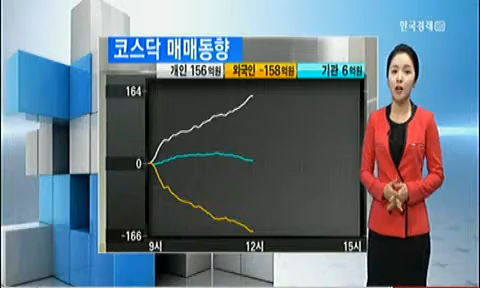 한국경제
코스닥 매매동향
개인 156억원 외국인 -158억원 기관 6억원
164
0
-166
9시 12시 15시